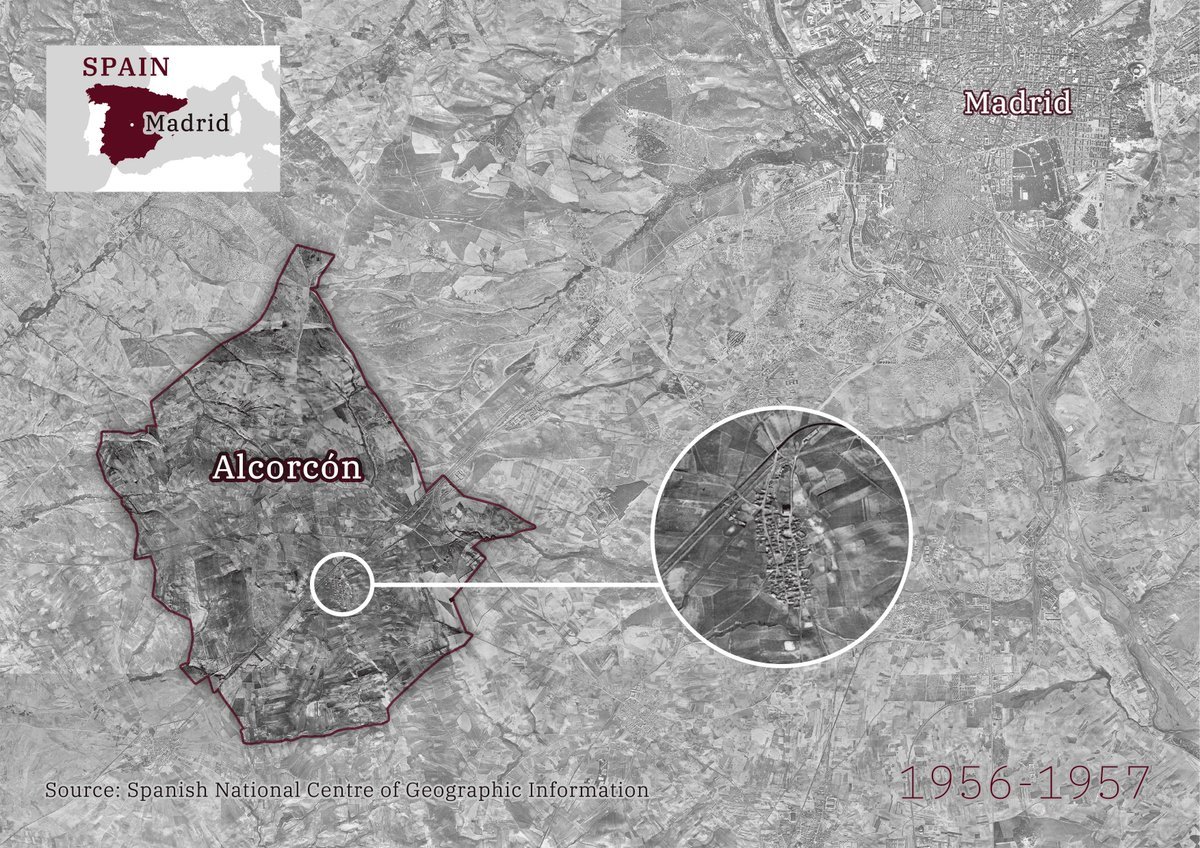 SPAIN
Madrid
Madrid
Alcorcón
Source: Spanish National Centre of Geographic Information
1956-1957